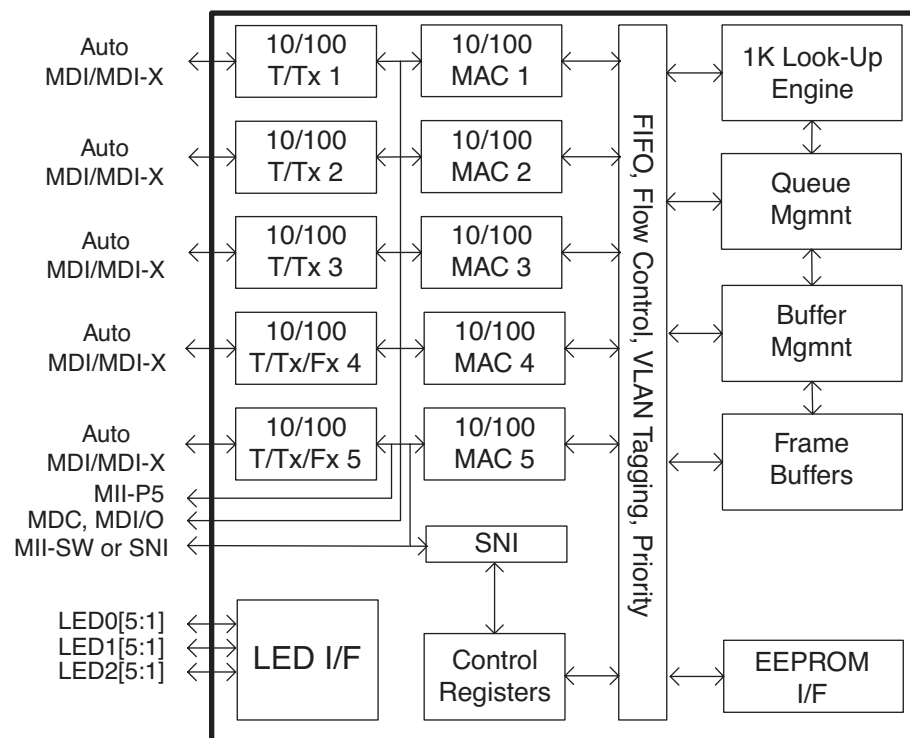 Auto
MDI/MDI-X
10/100
T/Tx 1
10/100
MAC 1
1K Look-Up
Engine
Auto
MDI/MDI-X
10/100
T/Tx 2
10/100
MAC 2
Queue
Mgmnt
Auto
MDI/MDI-X
10/100
T/Tx 3
10/100
MAC 3
Auto
MDI/MDI-X
10/100
T/Tx/Fx 4
10/100
MAC 4
Buffer
Mgmnt
Auto
MDI/MDI-X
10/100
T/Tx/Fx 5
10/100
MAC 5
Frame
Buffers
FIFO, Flow Control, VLAN Tagging, Priority
MII-P5
MDC, MDI/O
MII-SW or SNI
SNI
LED0[5:1]
LED1[5:1]
LED2[5:1]
LED I/F
Control
Registers
EEPROM
I/F